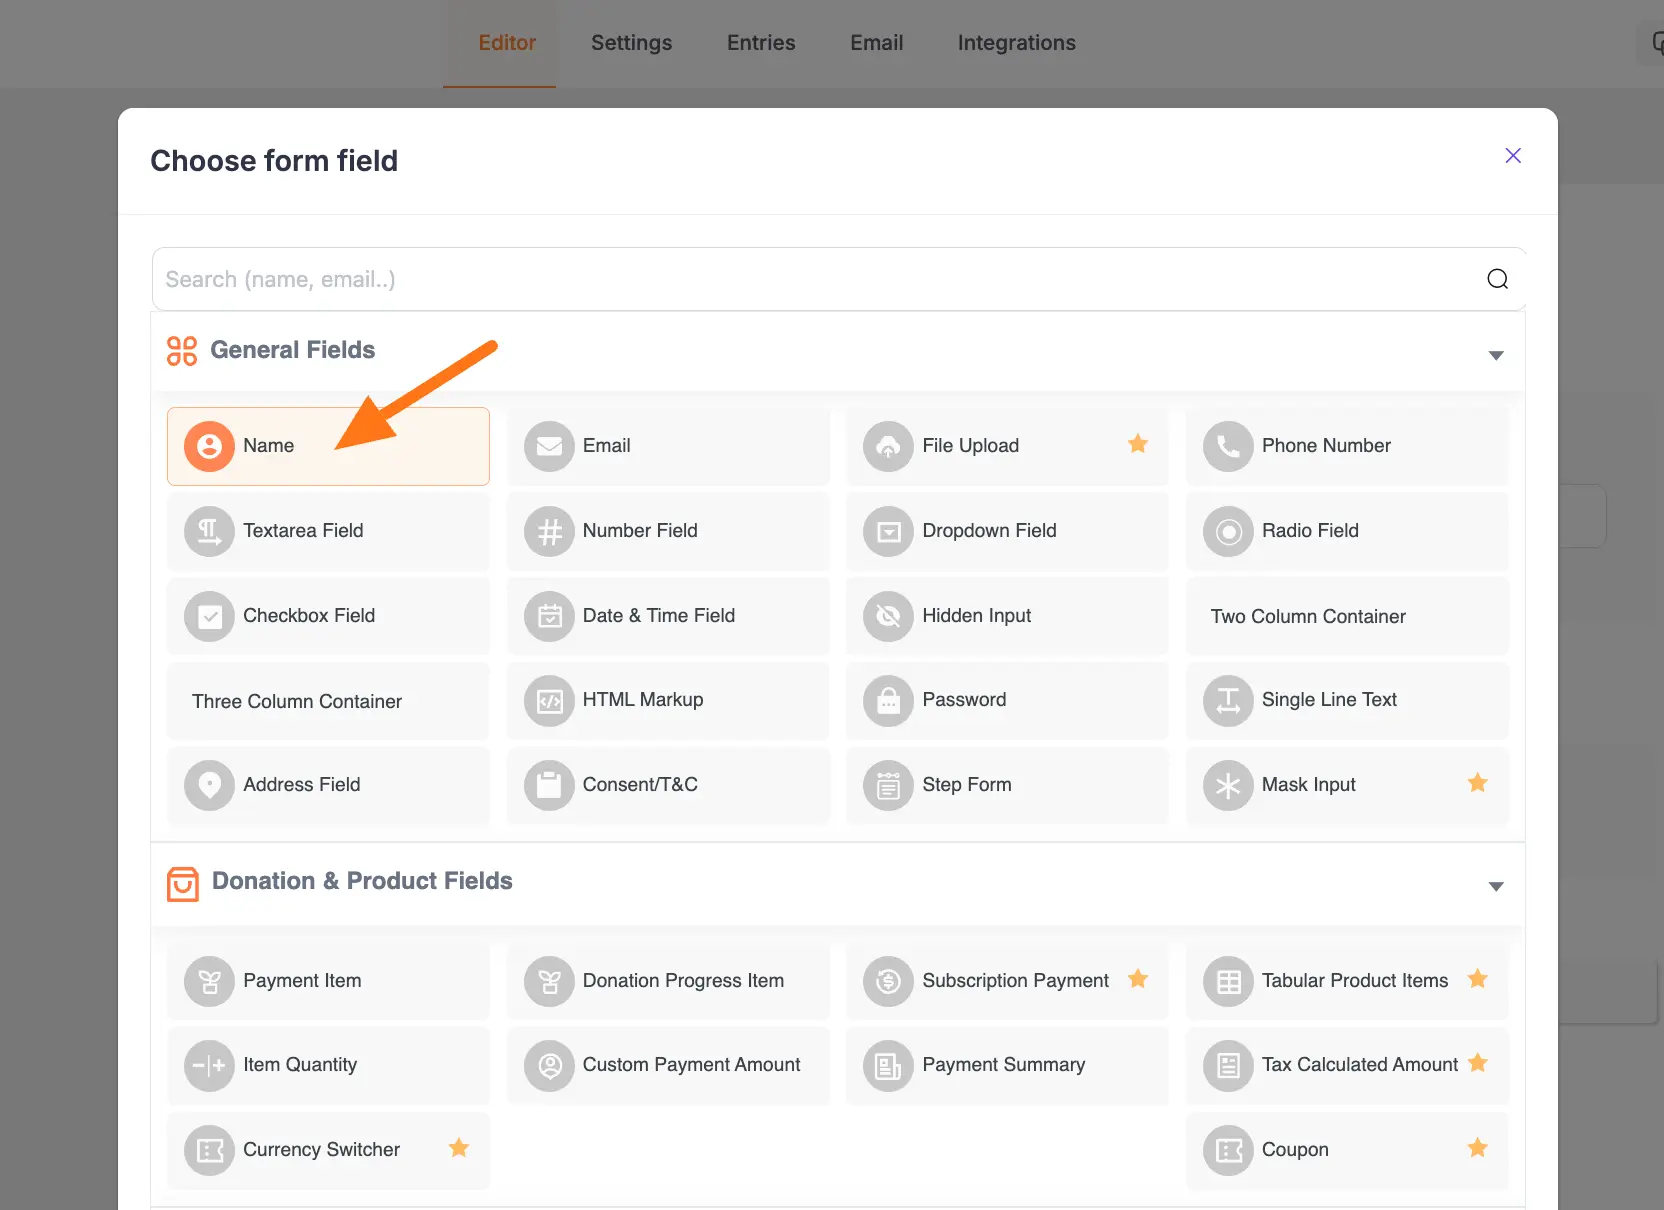 Editor Settings Entries Email Integrations
Choose form field
Search (name, email..)
General Fields
Name Email File Upload Phone Number
Textarea Field Number Field Dropdown Field Radio Field
Checkbox Field Date & Time Field Hidden Input Two Column Container
Three Column Container HTML Markup Password Single Line Text
Address Field Consent/T&C Step Form Mask Input
Donation & Product Fields
Payment Item Donation Progress Item Subscription Payment Tabular Product Items
Item Quantity Custom Payment Amount Payment Summary Tax Calculated Amount
Currency Switcher Coupon